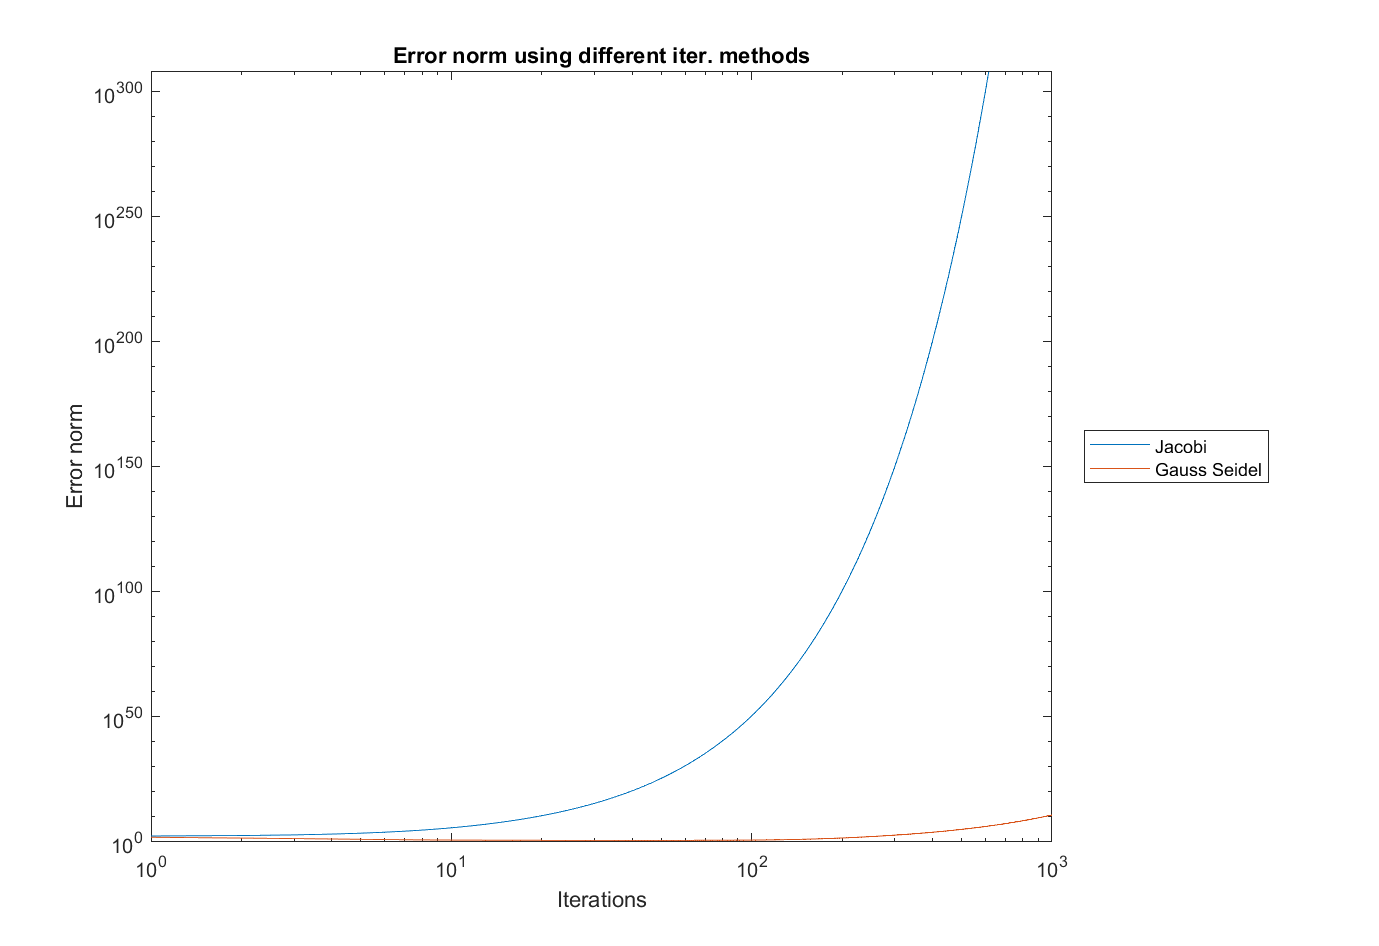 Error norm using different iter. methods
10^300
10^250
10^200
10^150
10^100
10^50
10^0
Error norm
10^0 10^1 10^2 10^3
Iterations
Jacobi
Gauss Seidel